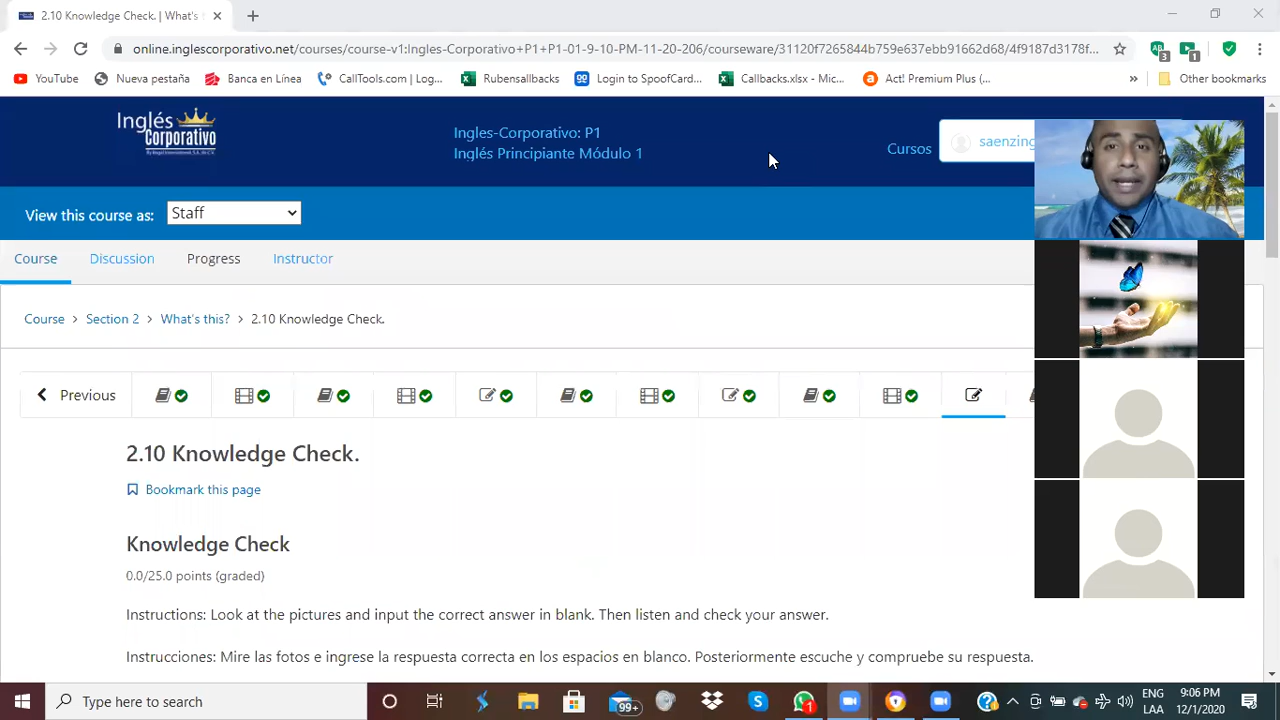 2.10 Knowledge Check. | What's
online.inglescorporativo.net/courses/course-v1:Ingles-Corporativo+P1+P1-01-9-10-PM-11-20-206/courseware/31120f7265844b759e637ebb91662d68/4f9187d3178f...
YouTube
Nueva pestaña
Banca en Línea
CallTools.com | Log...
Rubensallbacks
Login to SpoofCard...
Callbacks.xlsx - Mic...
Act! Premium Plus (...
»
Other bookmarks
Inglés
Corporativo
Ingles-Corporativo: P1
Inglés Principiante Módulo 1
Cursos
saenzing
View this course as:
Staff
Course
Discussion
Progress
Instructor
Course > Section 2 > What's this? > 2.10 Knowledge Check.
Previous
2.10 Knowledge Check.
Bookmark this page
Knowledge Check
0.0/25.0 points (graded)
Instructions: Look at the pictures and input the correct answer in blank. Then listen and check your answer.
Instrucciones: Mire las fotos e ingrese la respuesta correcta en los espacios en blanco. Posteriormente escuche y compruebe su respuesta.
Type here to search
99+
1
ENG
LAA
9:06 PM
12/1/2020